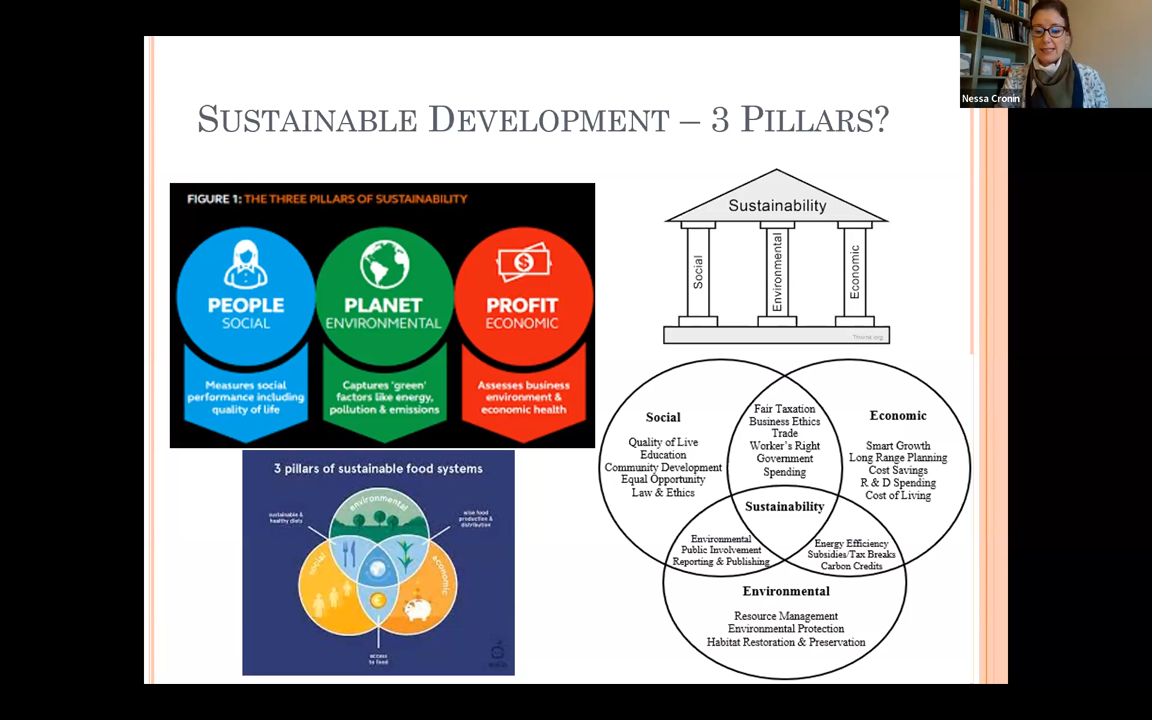 Nessa Cronin
SUSTAINABLE DEVELOPMENT – 3 PILLARS?
FIGURE 1: THE THREE PILLARS OF SUSTAINABILITY
PEOPLE
SOCIAL
Measures social
performance including
quality of life
PLANET
ENVIRONMENTAL
Captures 'green'
factors like energy,
pollution & emissions
PROFIT
ECONOMIC
Assesses business
environment &
economic health
Sustainability
Social
Environmental
Economic
3 pillars of sustainable food systems
environmental
sustainable &
healthy diets
wise food
production &
distribution
social
economic
access
to food
Social
Quality of Live
Education
Community Development
Equal Opportunity
Law & Ethics
Fair Taxation
Business Ethics
Trade
Worker's Right
Government
Spending
Economic
Smart Growth
Long Range Planning
Cost Savings
R & D Spending
Cost of Living
Sustainability
Environmental
Public Involvement
Reporting & Publishing
Energy Efficiency
Subsidies/Tax Breaks
Carbon Credits
Environmental
Resource Management
Environmental Protection
Habitat Restoration & Preservation